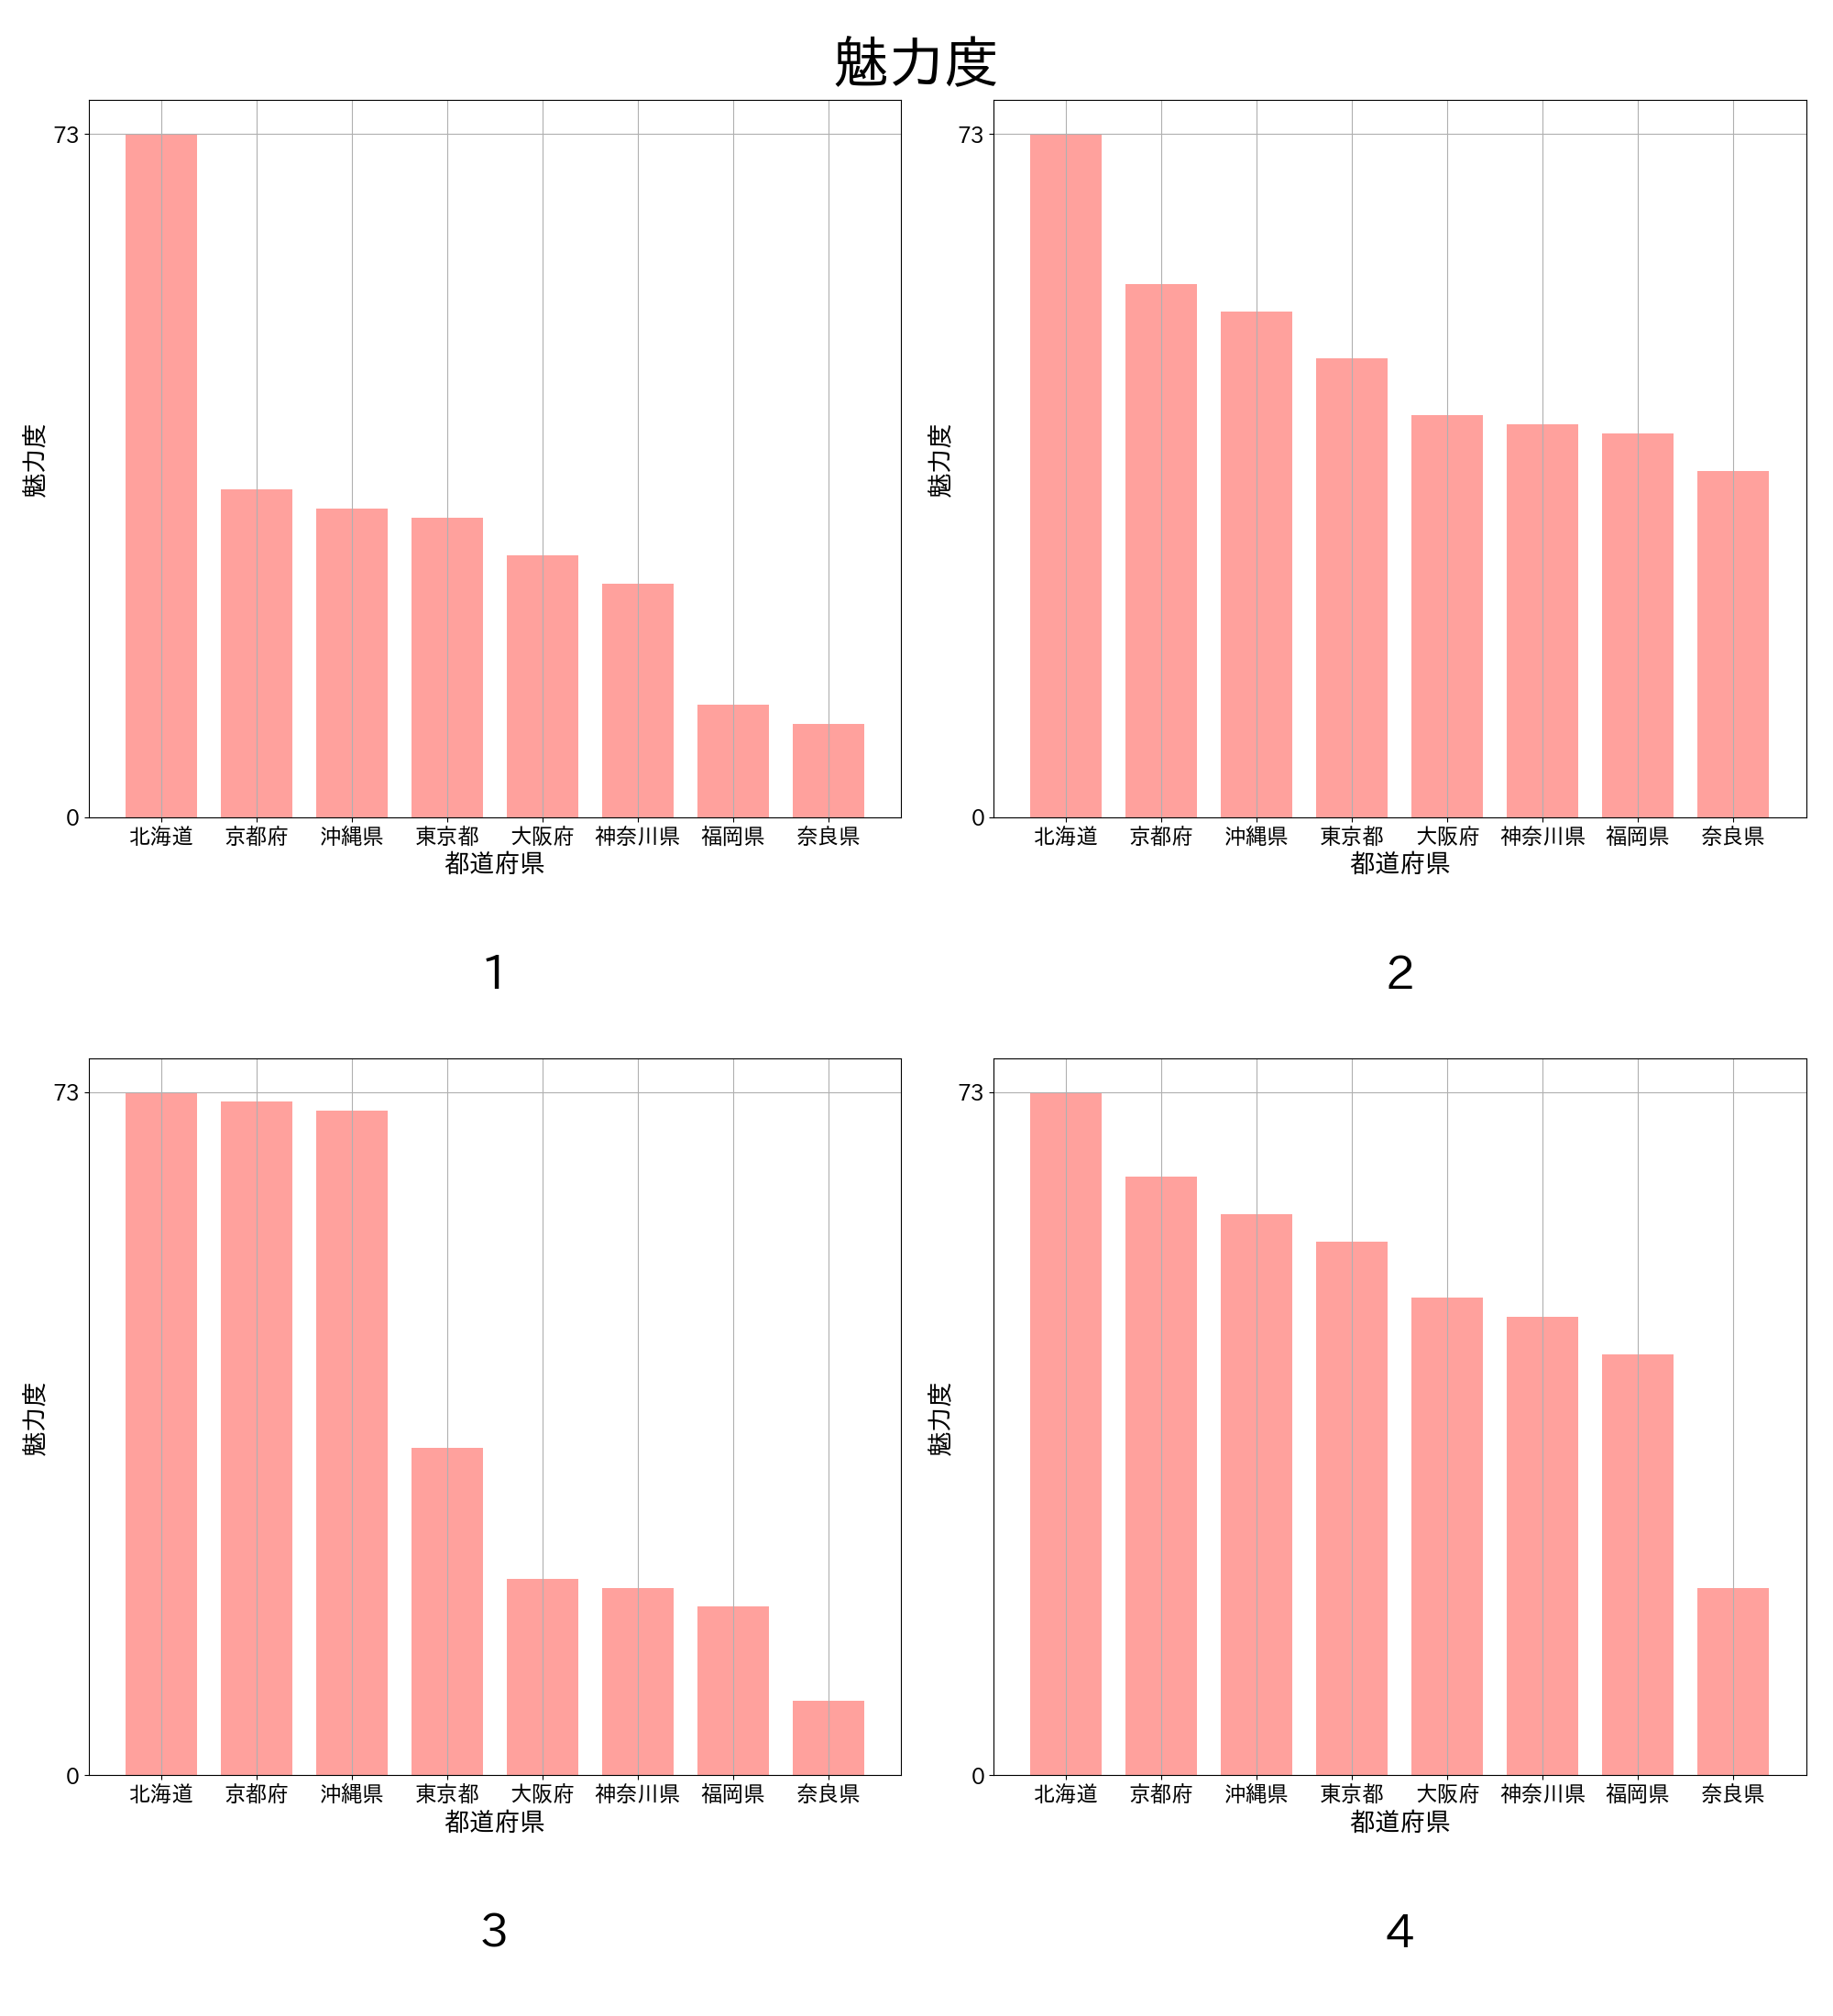 魅力度
73
0
魅力度
北海道 京都府 沖縄県 東京都 大阪府 神奈川県 福岡県 奈良県
都道府県
1
73
0
魅力度
北海道 京都府 沖縄県 東京都 大阪府 神奈川県 福岡県 奈良県
都道府県
2
73
0
魅力度
北海道 京都府 沖縄県 東京都 大阪府 神奈川県 福岡県 奈良県
都道府県
3
73
0
魅力度
北海道 京都府 沖縄県 東京都 大阪府 神奈川県 福岡県 奈良県
都道府県
4